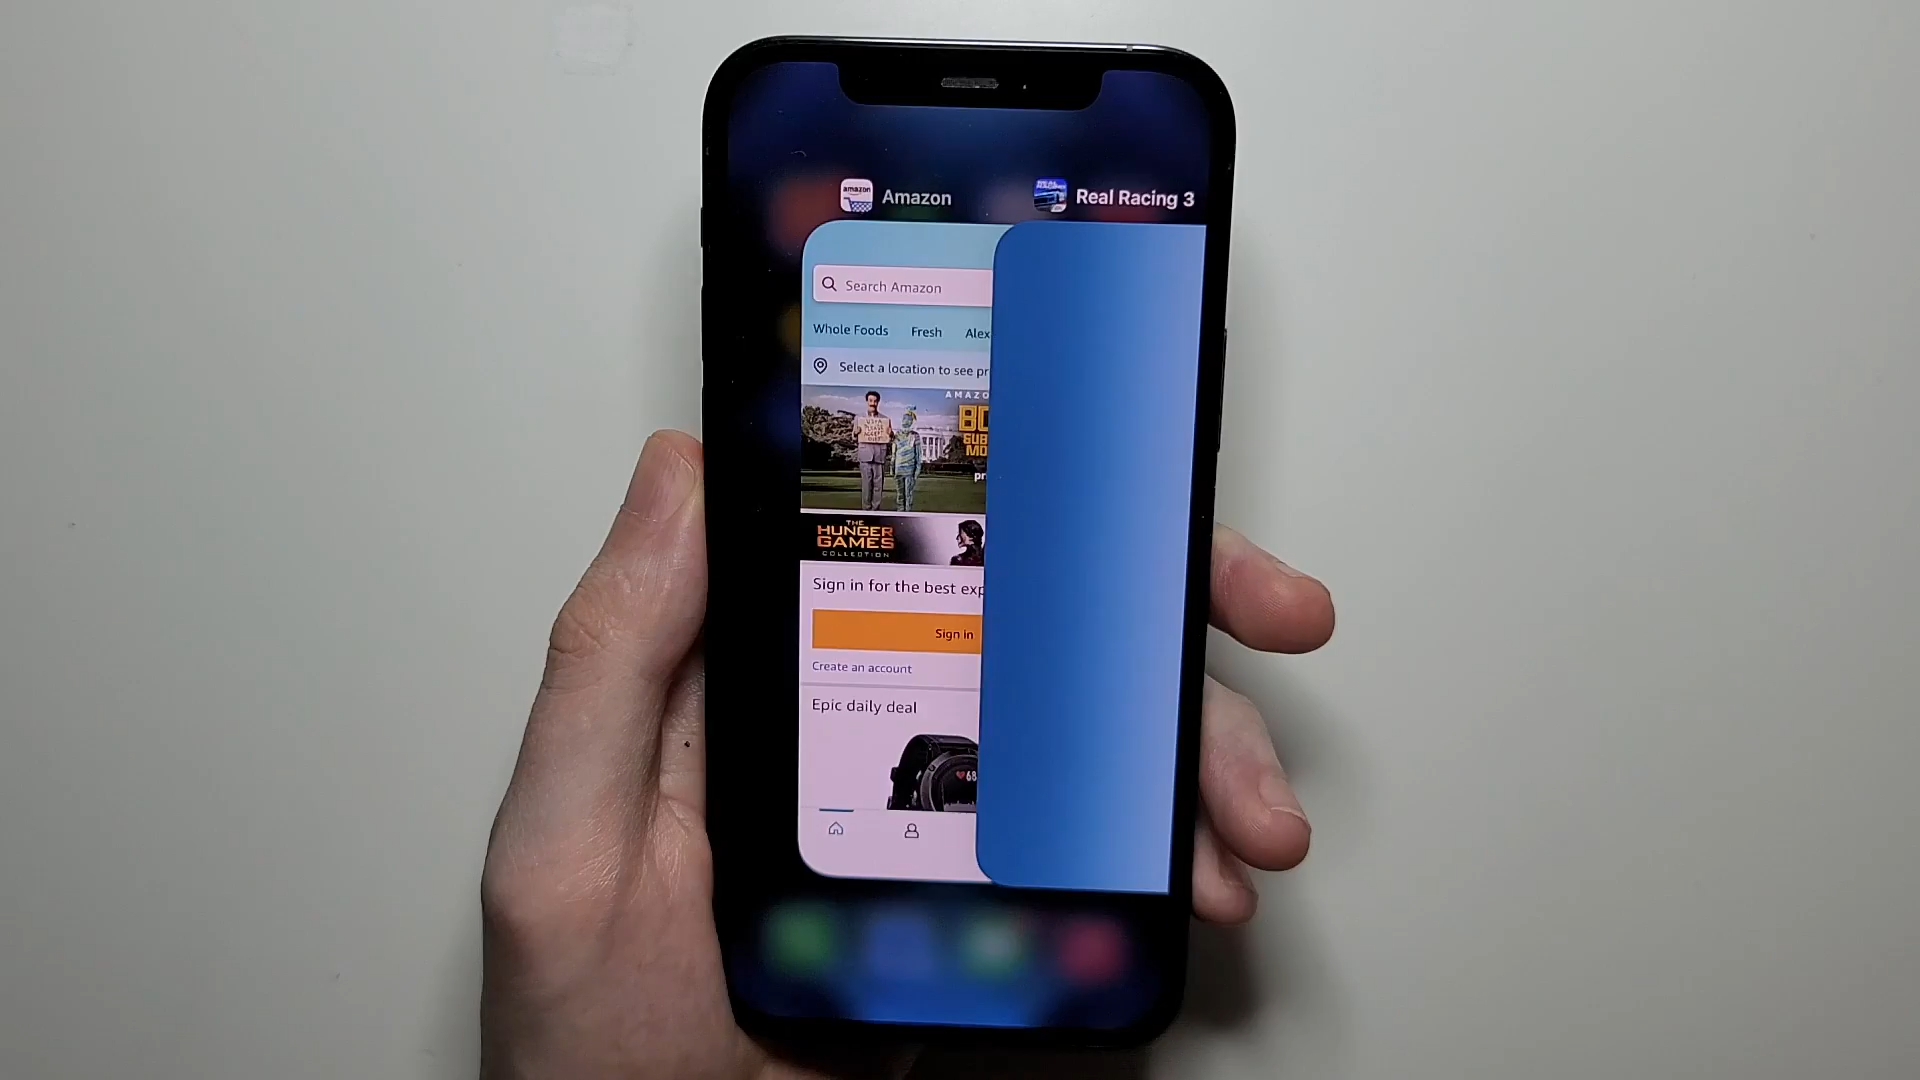 amazon
Amazon
Real Racing 3
Search Amazon
Whole Foods Fresh Alex
Select a location to see pr
AMAZO
BO
SUB
MO
pr
THE
HUNGER
GAMES
COLLECTION
Sign in for the best exp
Sign in
Create an account
Epic daily deal
68